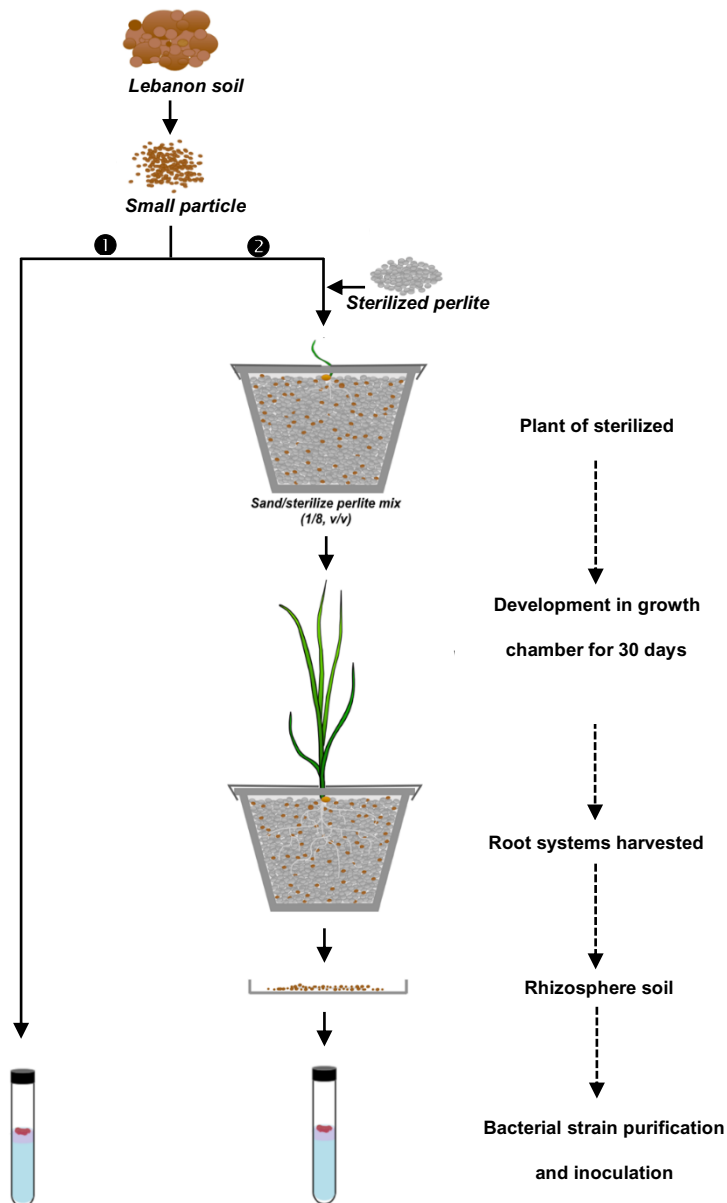 Lebanon soil
Small particle
❶
❷
Sterilized perlite
Sand/sterilize perlite mix
(1/8, v/v)
Plant of sterilized
Development in growth
chamber for 30 days
Root systems harvested
Rhizosphere soil
Bacterial strain purification
and inoculation